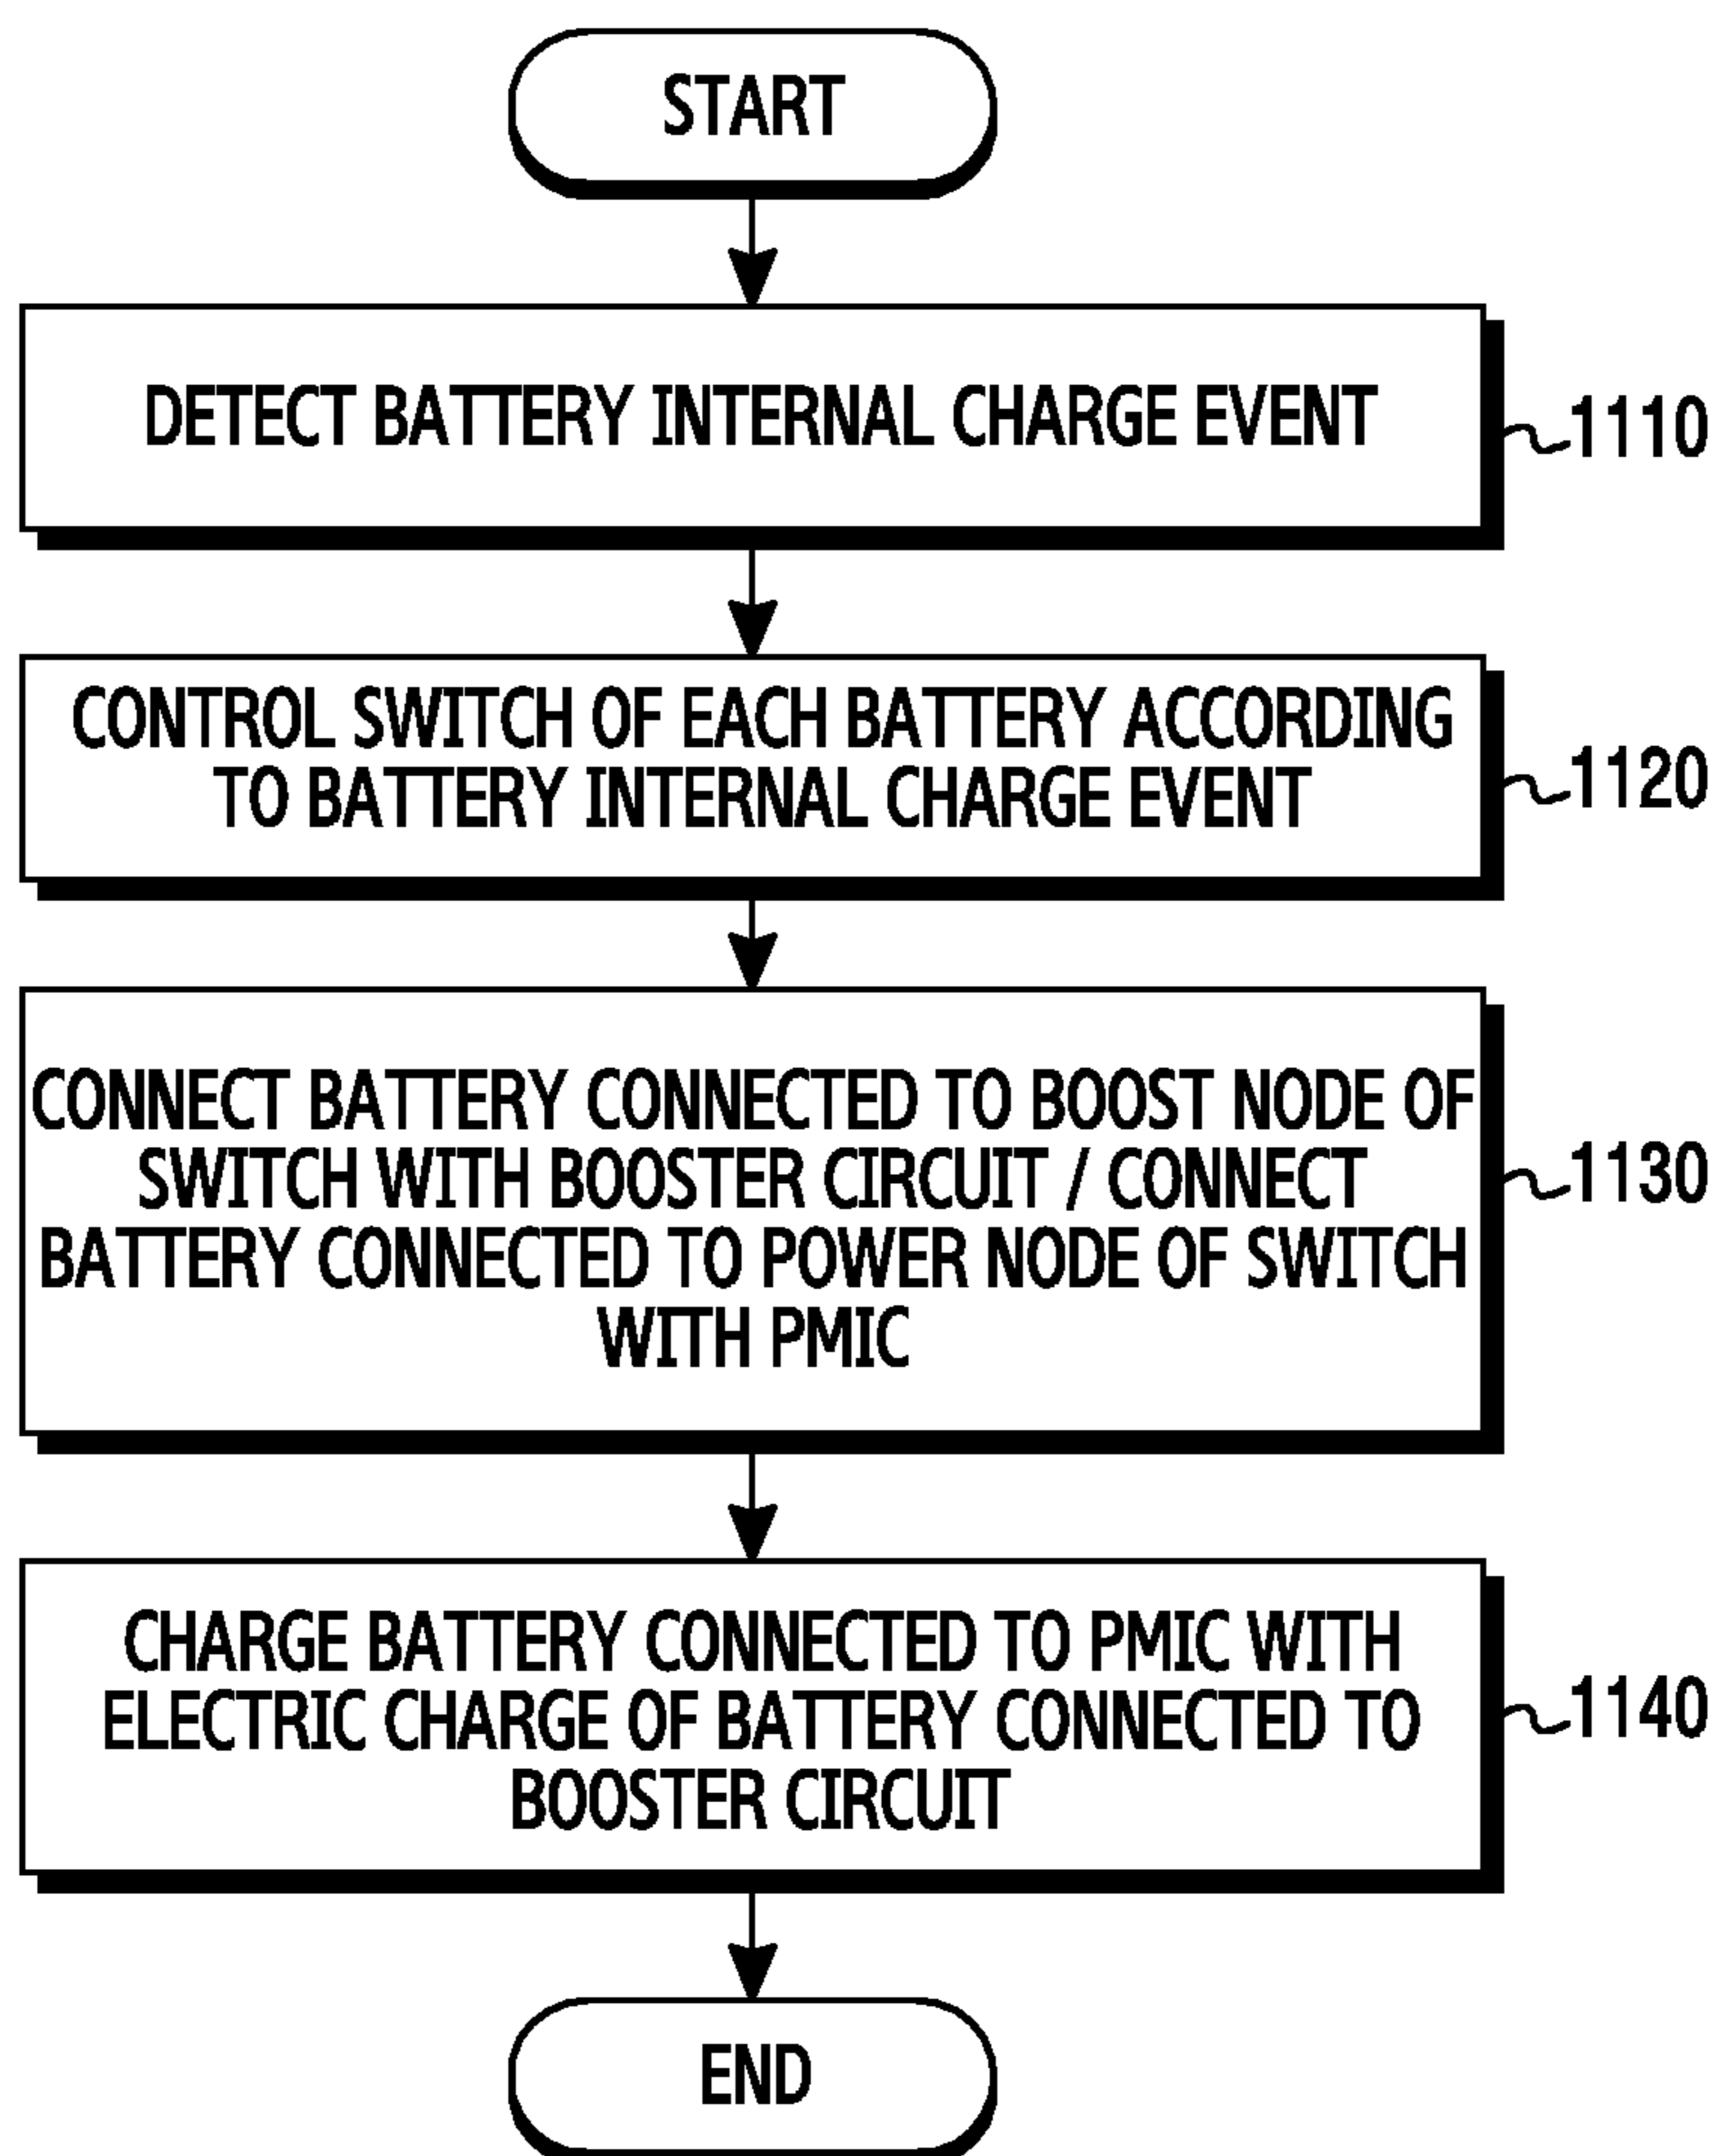 START
DETECT BATTERY INTERNAL CHARGE EVENT
1110
CONTROL SWITCH OF EACH BATTERY ACCORDING
TO BATTERY INTERNAL CHARGE EVENT
1120
CONNECT BATTERY CONNECTED TO BOOST NODE OF
SWITCH WITH BOOSTER CIRCUIT / CONNECT
BATTERY CONNECTED TO POWER NODE OF SWITCH
WITH PMIC
1130
CHARGE BATTERY CONNECTED TO PMIC WITH
ELECTRIC CHARGE OF BATTERY CONNECTED TO
BOOSTER CIRCUIT
1140
END